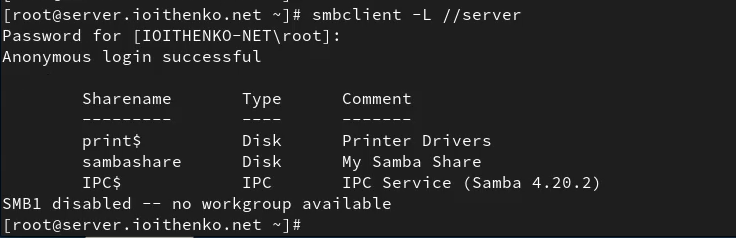 [root@server.ioithenko.net ~]# smbclient -L //server
Password for [IOITHENKO-NET\root]:
Anonymous login successful
Sharename Type Comment
--------- ---- -------
print$ Disk Printer Drivers
sambashare Disk My Samba Share
IPC$ IPC IPC Service (Samba 4.20.2)
SMB1 disabled -- no workgroup available
[root@server.ioithenko.net ~]#